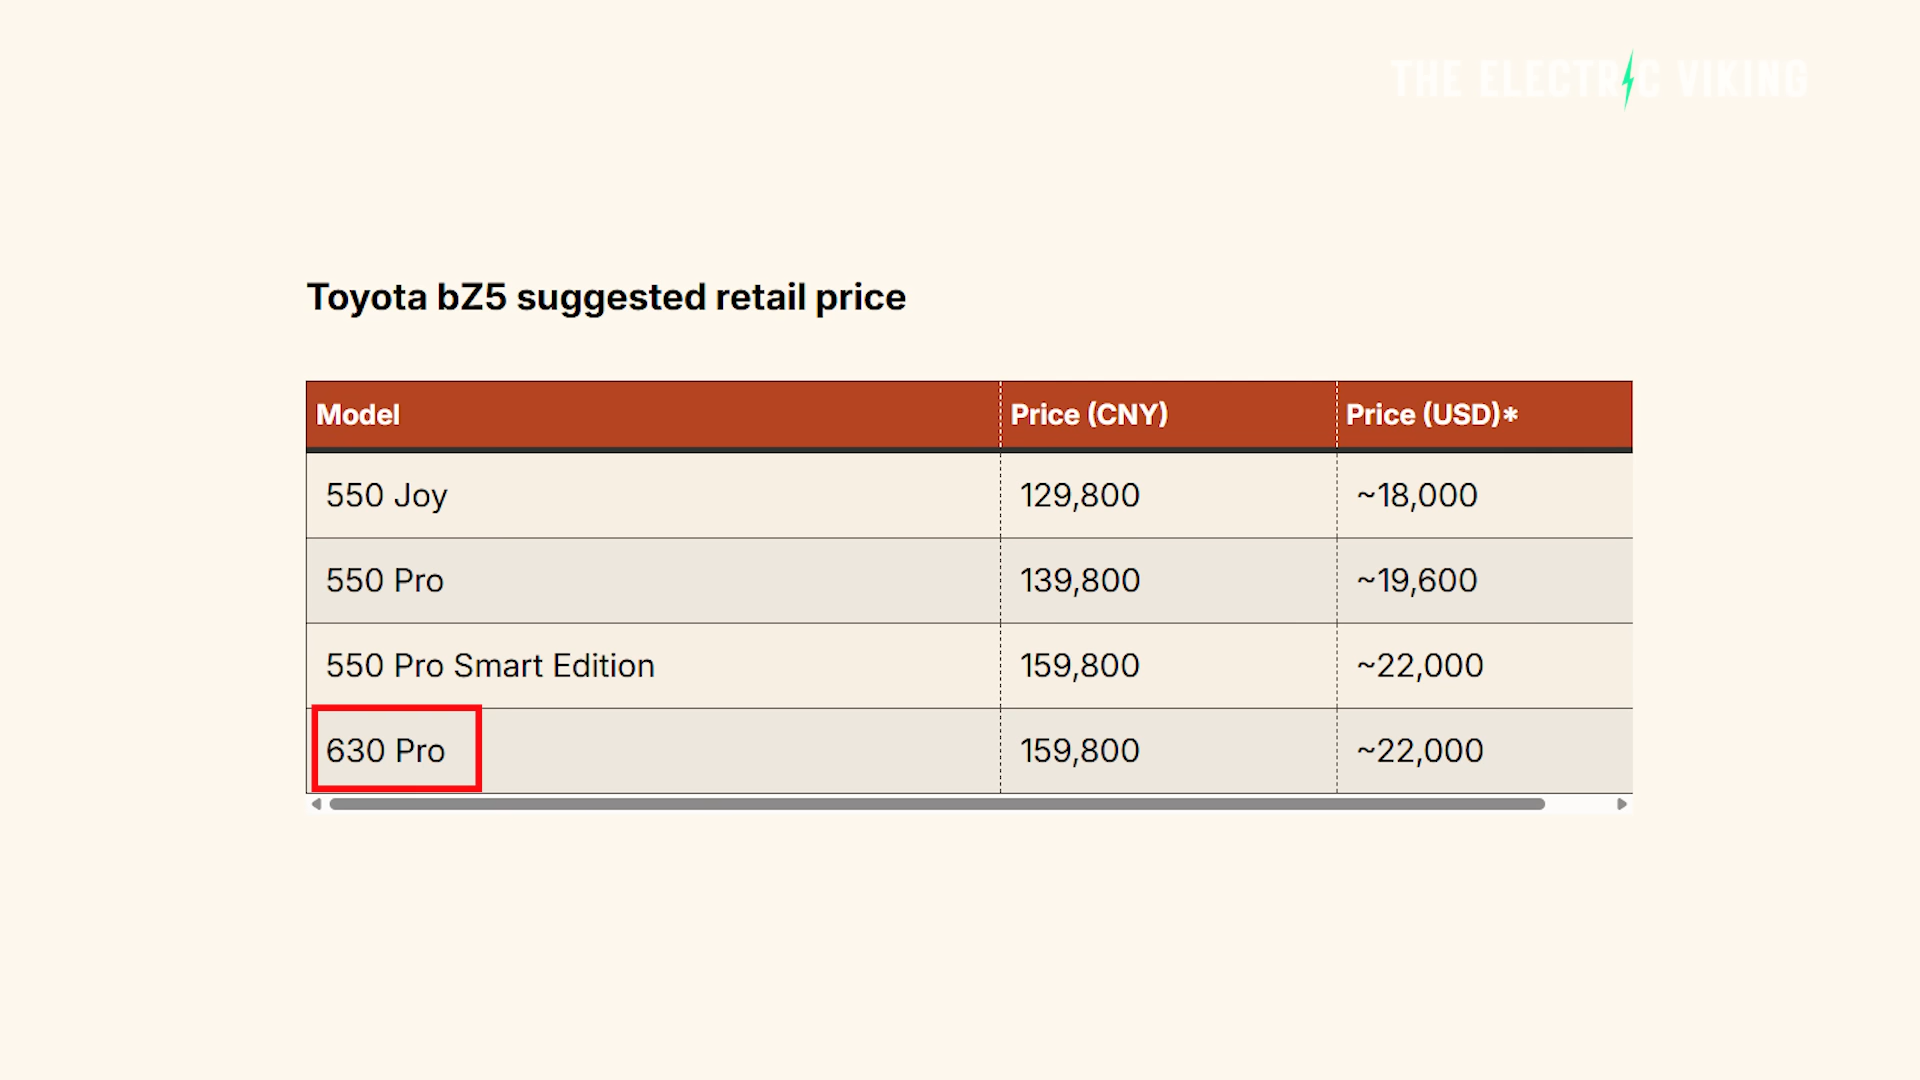 THE ELECTRIC VIKING
Toyota bZ5 suggested retail price
Model Price (CNY) Price (USD)*
550 Joy 129,800 ~18,000
550 Pro 139,800 ~19,600
550 Pro Smart Edition 159,800 ~22,000
630 Pro 159,800 ~22,000